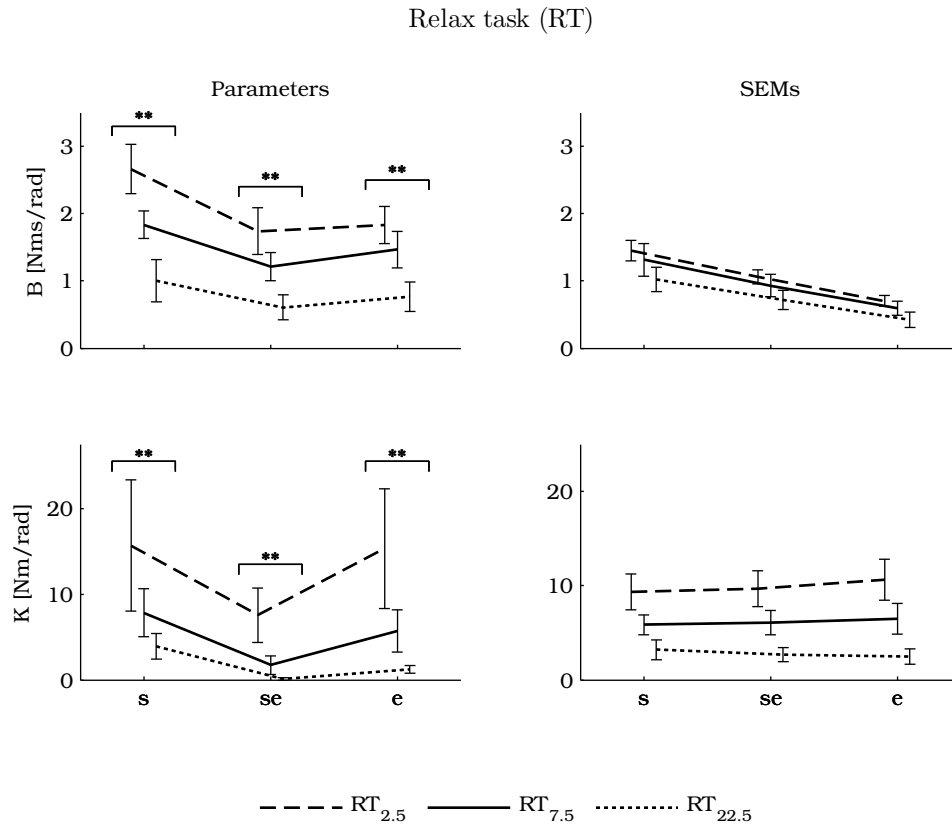 Relax task (RT)
Parameters
SEMs
** ** **
B [Nms/rad]
3
2
1
0
3
2
1
0
** ** **
K [Nm/rad]
20
10
0
s se e
20
10
0
s se e
RT2.5 RT7.5 RT22.5